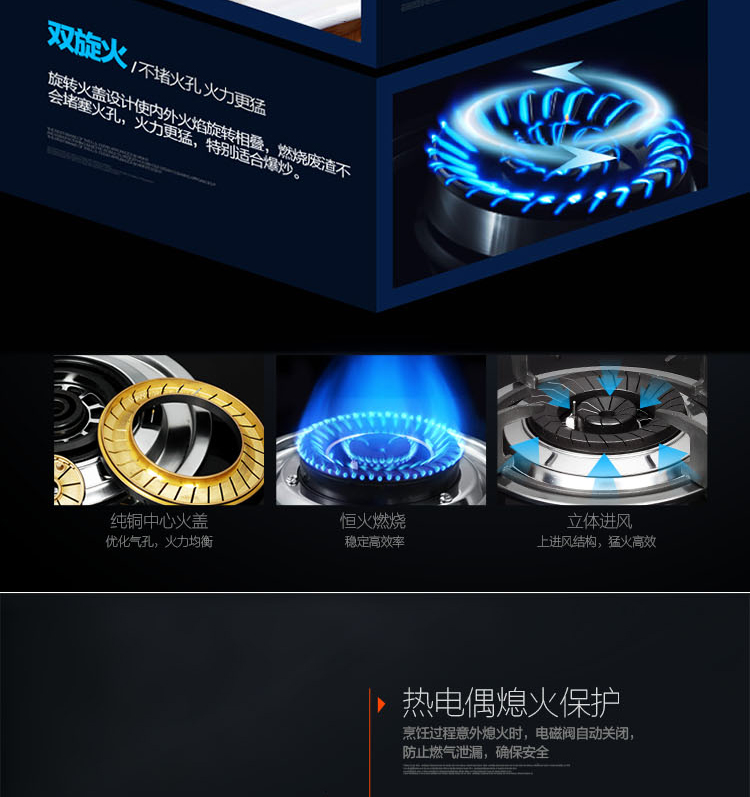 双旋火 /不堵火孔 火力更猛
旋转火盖设计使内外火焰旋转相叠，燃烧废渣不
会堵塞火孔，火力更猛，特别适合爆炒。
纯铜中心火盖
优化气孔，火力均衡
恒火燃烧
稳定高效率
立体进风
上进风结构，猛火高效
热电偶熄火保护
烹饪过程意外熄火时，电磁阀自动关闭，
防止燃气泄漏，确保安全